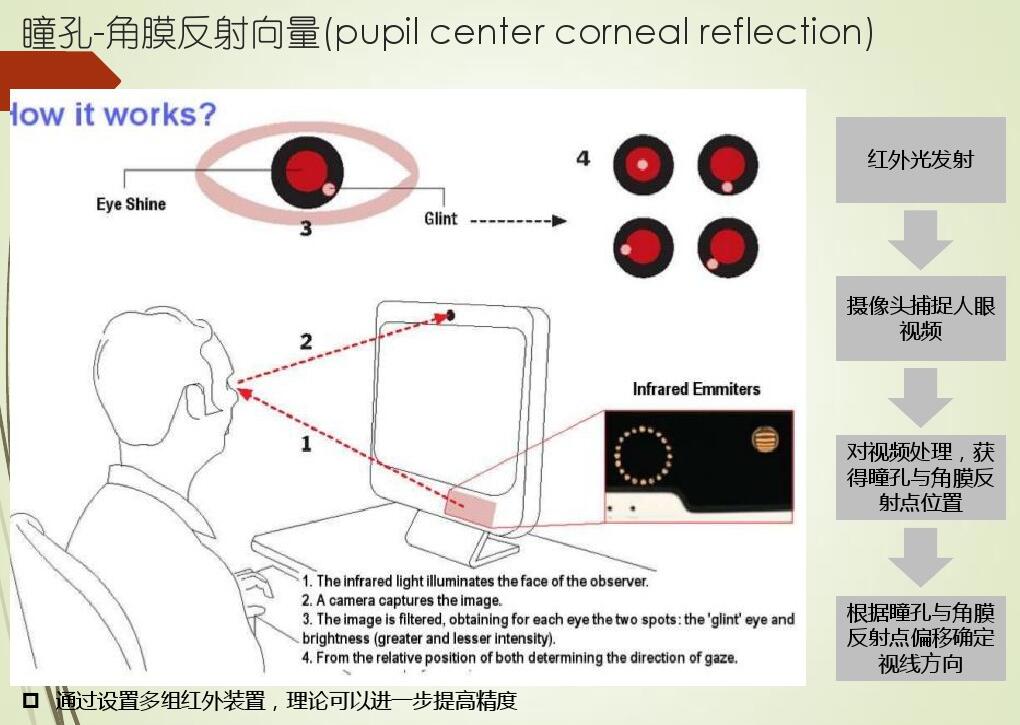 瞳孔-角膜反射向量(pupil center corneal reflection)
How it works?
Eye Shine
3
Glint
4
2
1
Infrared Emmiters
1. The infrared light illuminates the face of the observer.
2. A camera captures the image.
3. The image is filtered, obtaining for each eye the two spots: the 'glint' eye and
brightness (greater and lesser intensity).
4. From the relative position of both determining the direction of gaze.
红外光发射
摄像头捕捉人眼
视频
对视频处理，获
得瞳孔与角膜反
射点位置
根据瞳孔与角膜
反射点偏移确定
视线方向
通过设置多组红外装置，理论可以进一步提高精度